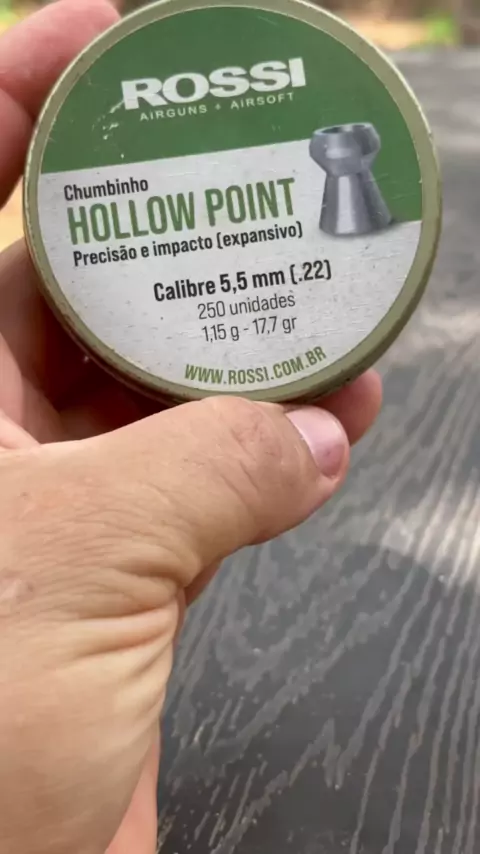 ROSSI
AIRGUNS + AIRSOFT
Chumbinho
HOLLOW POINT
Precisão e impacto (expansivo)
Calibre 5,5 mm (.22)
250 unidades
1,15 g - 17,7 gr
WWW.ROSSI.COM.BR